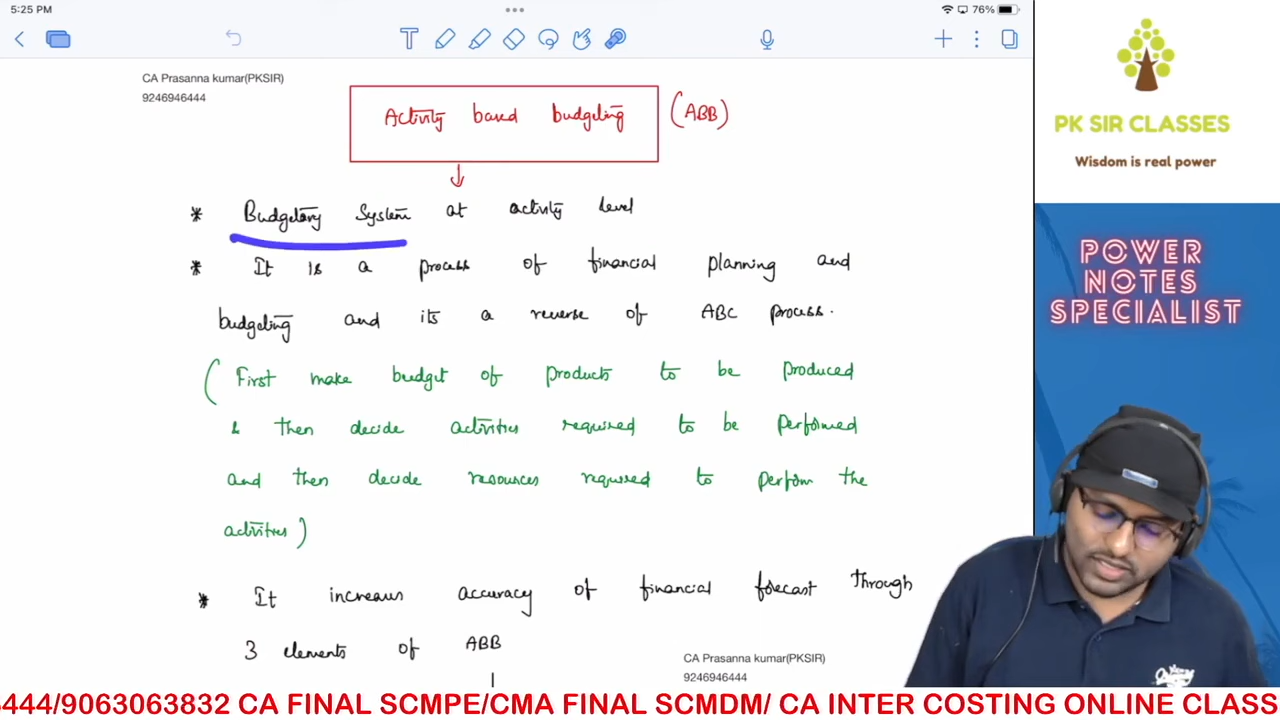 5:25 PM
76%
CA Prasanna kumar(PKSIR)
9246946444
Activity based budgeting (ABB)
* Budgetary System at activity level
* It is a process of financial planning and
budgeting and its a reverse of ABC process.
(First make budget of products to be produced
& then decide activities required to be performed
and then decide resources required to perform the
activities)
* It increases accuracy of financial forecast through
3 elements of ABB
CA Prasanna kumar(PKSIR)
9246946444
PK SIR CLASSES
Wisdom is real power
POWER
NOTES
SPECIALIST
6444/9063063832 CA FINAL SCMPE/CMA FINAL SCMDM/ CA INTER COSTING ONLINE CLASS